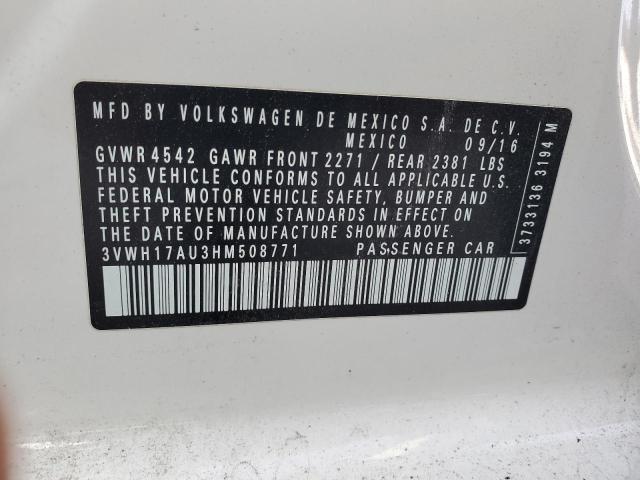 MFD BY VOLKSWAGEN DE MEXICO S.A. DE C.V.
MEXICO 09/16
GVWR 4542 GAWR FRONT 2271 / REAR 2381 LBS
THIS VEHICLE CONFORMS TO ALL APPLICABLE U.S.
FEDERAL MOTOR VEHICLE SAFETY, BUMPER AND
THEFT PREVENTION STANDARDS IN EFFECT ON
THE DATE OF MANUFACTURE SHOWN ABOVE.
3VWH17AU3HM508771 PASSENGER CAR
3733136 3194 M